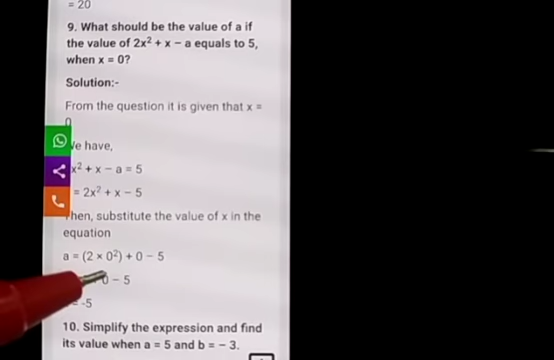 = 20
9. What should be the value of a if
the value of 2x² + x – a equals to 5,
when x = 0?
Solution:-
From the question it is given that x =
0
We have,
x² + x – a = 5
= 2x² + x – 5
Then, substitute the value of x in the
equation
a = (2 × 0²) + 0 – 5
0 – 5
= -5
10. Simplify the expression and find
its value when a = 5 and b = – 3.